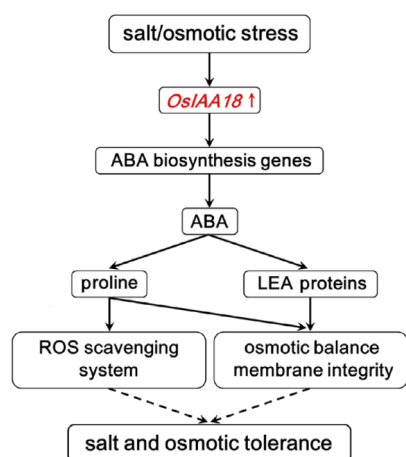 salt/osmotic stress
OsIAA18 ↑
ABA biosynthesis genes
ABA
proline
LEA proteins
ROS scavenging
system
osmotic balance
membrane integrity
salt and osmotic tolerance